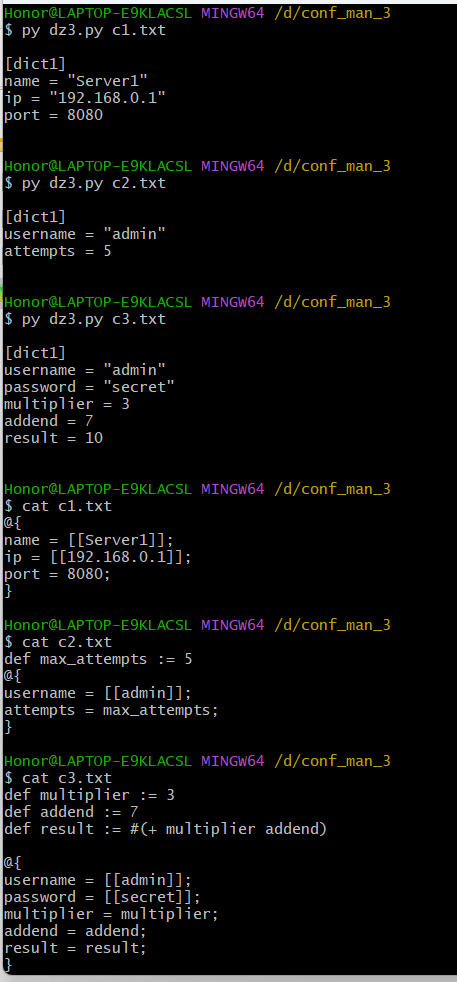 Honor@LAPTOP-E9KLACSL MINGW64 /d/conf_man_3
$ py dz3.py c1.txt
[dict1]
name = "Server1"
ip = "192.168.0.1"
port = 8080
Honor@LAPTOP-E9KLACSL MINGW64 /d/conf_man_3
$ py dz3.py c2.txt
[dict1]
username = "admin"
attempts = 5
Honor@LAPTOP-E9KLACSL MINGW64 /d/conf_man_3
$ py dz3.py c3.txt
[dict1]
username = "admin"
password = "secret"
multiplier = 3
addend = 7
result = 10
Honor@LAPTOP-E9KLACSL MINGW64 /d/conf_man_3
$ cat c1.txt
@{
name = [[Server1]];
ip = [[192.168.0.1]];
port = 8080;
}
Honor@LAPTOP-E9KLACSL MINGW64 /d/conf_man_3
$ cat c2.txt
def max_attempts := 5
@{
username = [[admin]];
attempts = max_attempts;
}
Honor@LAPTOP-E9KLACSL MINGW64 /d/conf_man_3
$ cat c3.txt
def multiplier := 3
def addend := 7
def result := #(+ multiplier addend)
@{
username = [[admin]];
password = [[secret]];
multiplier = multiplier;
addend = addend;
result = result;
}